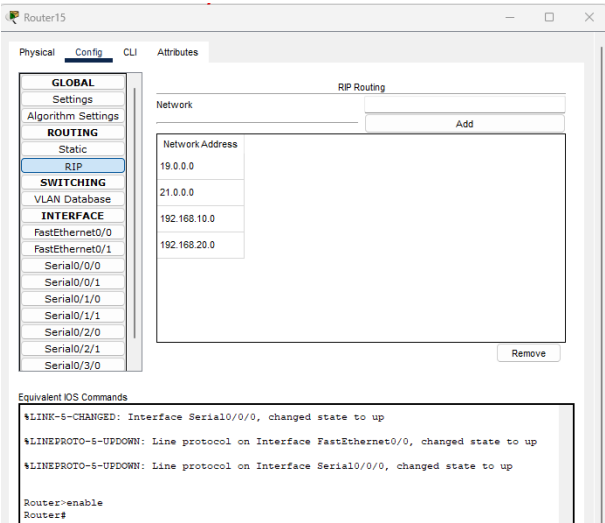 Router15
Physical Config CLI Attributes
GLOBAL
Settings
Algorithm Settings
ROUTING
Static
RIP
SWITCHING
VLAN Database
INTERFACE
FastEthernet0/0
FastEthernet0/1
Serial0/0/0
Serial0/0/1
Serial0/1/0
Serial0/1/1
Serial0/2/0
Serial0/2/1
Serial0/3/0
RIP Routing
Network
Add
Network Address
19.0.0.0
21.0.0.0
192.168.10.0
192.168.20.0
Remove
Equivalent IOS Commands
%LINK-5-CHANGED: Interface Serial0/0/0, changed state to up
%LINEPROTO-5-UPDOWN: Line protocol on Interface FastEthernet0/0, changed state to up
%LINEPROTO-5-UPDOWN: Line protocol on Interface Serial0/0/0, changed state to up
Router>enable
Router#